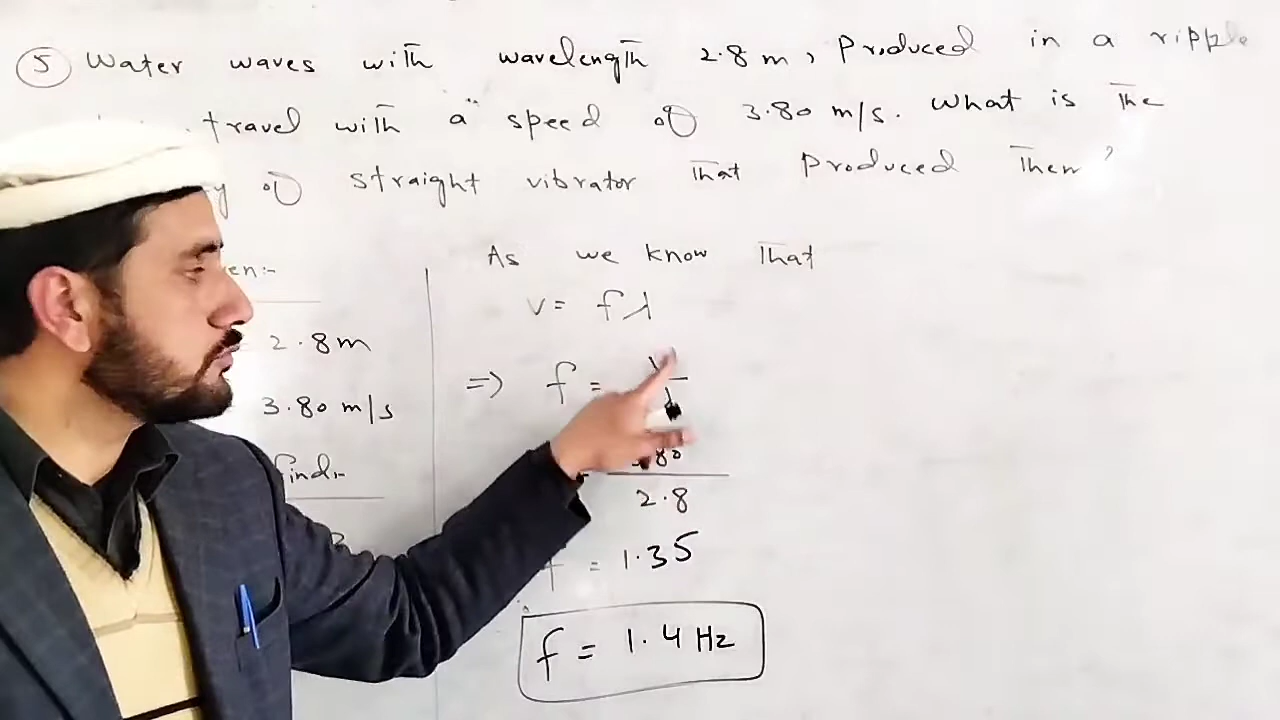 5 Water waves with wavelength 2.8 m, Produced in a ripple
travel with a speed of 3.80 m/s. What is the
of straight vibrator that produced them?
As we know that
v = fλ
2.8m
⇒ f =
3.80 m/s
find:-
2.8
= 1.35
f = 1.4 Hz